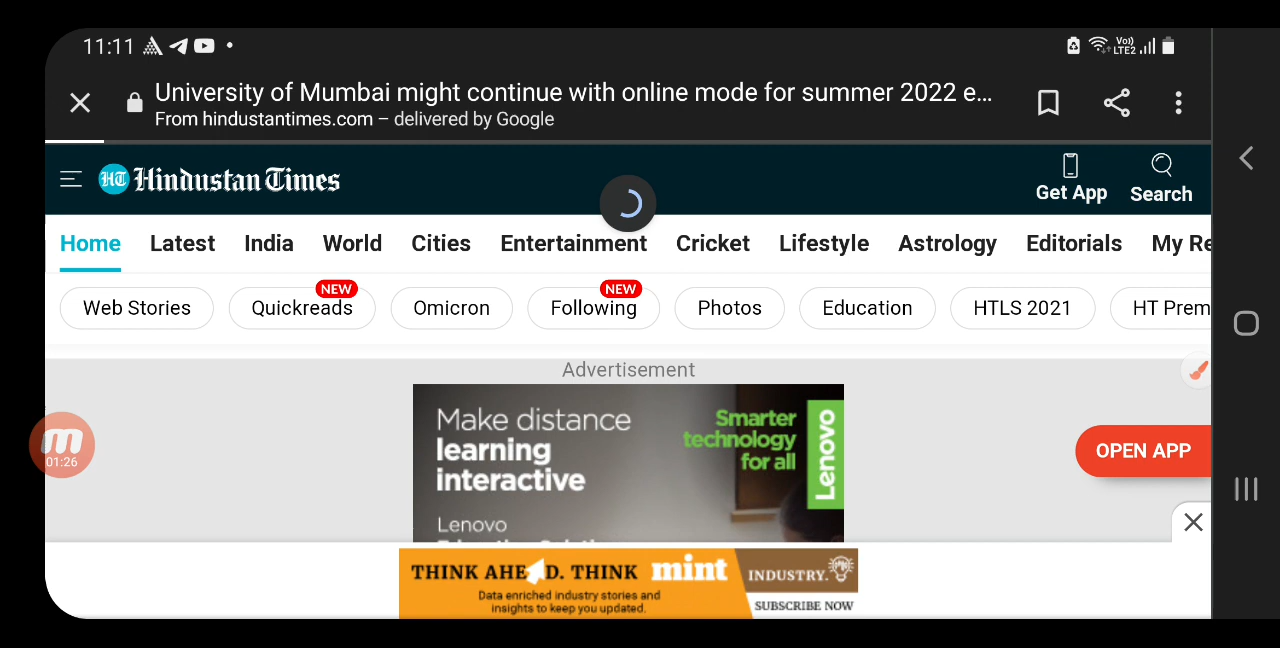 11:11
Vo)) LTE2
University of Mumbai might continue with online mode for summer 2022 e...
From hindustantimes.com – delivered by Google
HT Hindustan Times
Get App
Search
Home Latest India World Cities Entertainment Cricket Lifestyle Astrology Editorials My Re
NEW NEW
Web Stories Quickreads Omicron Following Photos Education HTLS 2021 HT Prem
Advertisement
Make distance
learning
interactive
Lenovo
Smarter
technology
for all
Lenovo
OPEN APP
01:26
THINK AHEAD. THINK mint INDUSTRY.
Data enriched industry stories and
insights to keep you updated.
SUBSCRIBE NOW